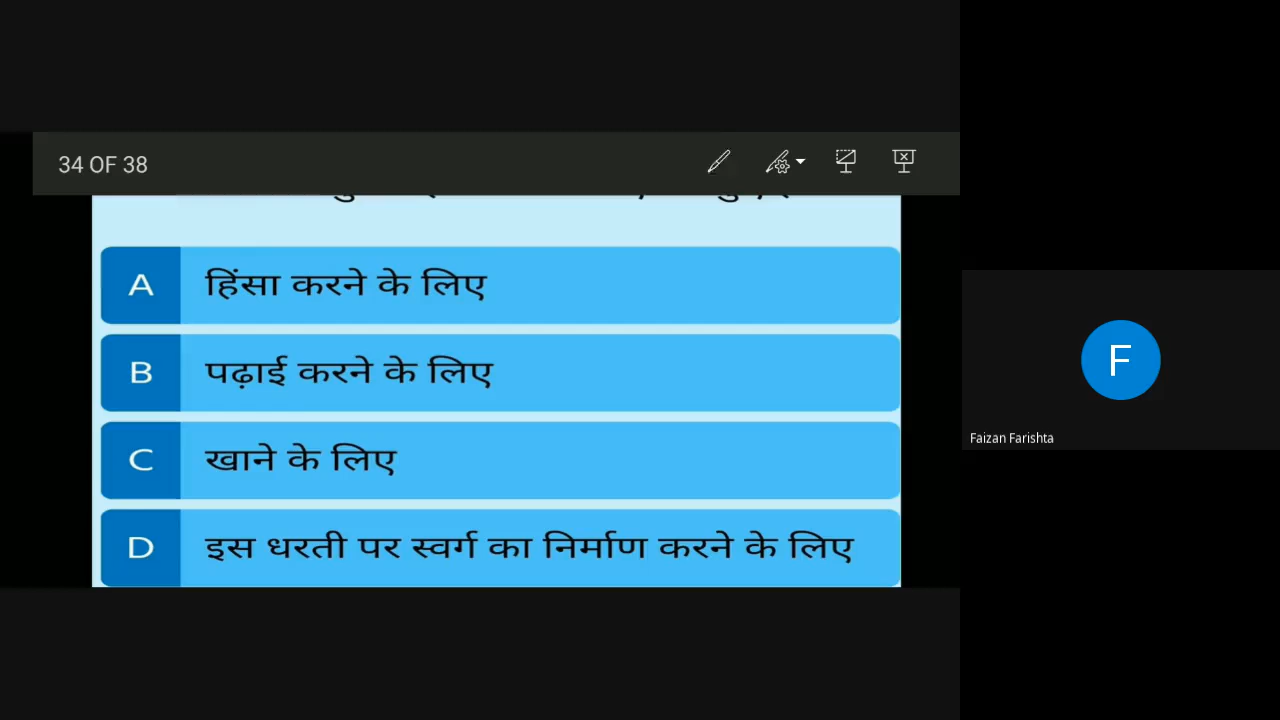 34 OF 38
A हिंसा करने के लिए
B पढ़ाई करने के लिए
C खाने के लिए
D इस धरती पर स्वर्ग का निर्माण करने के लिए
F
Faizan Farishta